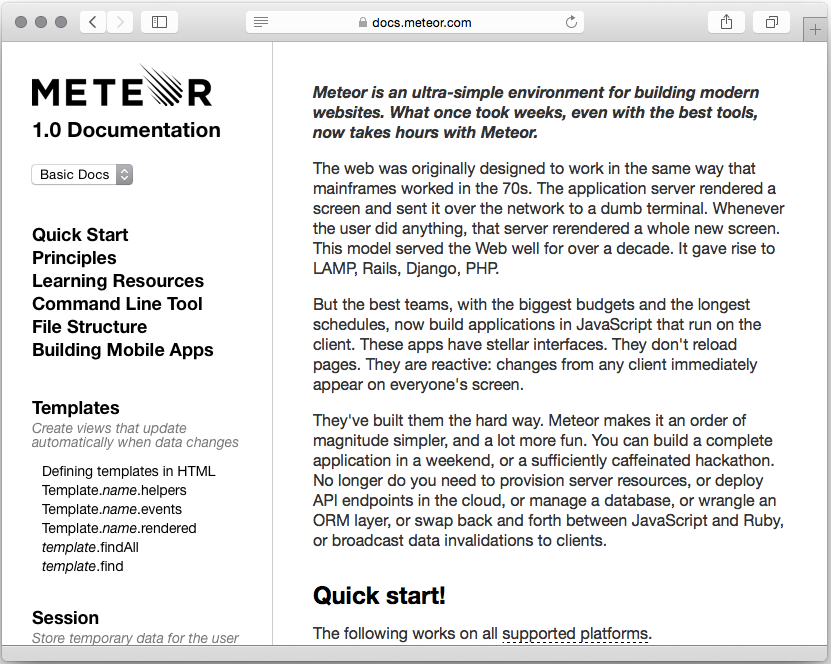 docs.meteor.com
METEOR
1.0 Documentation
Basic Docs
Quick Start
Principles
Learning Resources
Command Line Tool
File Structure
Building Mobile Apps
Templates
Create views that update
automatically when data changes
Defining templates in HTML
Template.name.helpers
Template.name.events
Template.name.rendered
template.findAll
template.find
Session
Store temporary data for the user
Meteor is an ultra-simple environment for building modern
websites. What once took weeks, even with the best tools,
now takes hours with Meteor.
The web was originally designed to work in the same way that
mainframes worked in the 70s. The application server rendered a
screen and sent it over the network to a dumb terminal. Whenever
the user did anything, that server rerendered a whole new screen.
This model served the Web well for over a decade. It gave rise to
LAMP, Rails, Django, PHP.
But the best teams, with the biggest budgets and the longest
schedules, now build applications in JavaScript that run on the
client. These apps have stellar interfaces. They don't reload
pages. They are reactive: changes from any client immediately
appear on everyone's screen.
They've built them the hard way. Meteor makes it an order of
magnitude simpler, and a lot more fun. You can build a complete
application in a weekend, or a sufficiently caffeinated hackathon.
No longer do you need to provision server resources, or deploy
API endpoints in the cloud, or manage a database, or wrangle an
ORM layer, or swap back and forth between JavaScript and Ruby,
or broadcast data invalidations to clients.
Quick start!
The following works on all supported platforms.